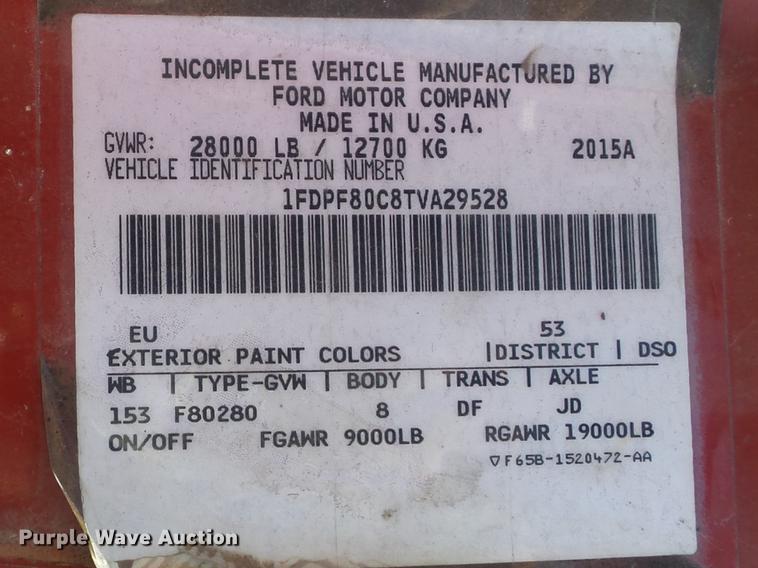 INCOMPLETE VEHICLE MANUFACTURED BY
FORD MOTOR COMPANY
MADE IN U.S.A.
GVWR: 28000 LB / 12700 KG 2015A
VEHICLE IDENTIFICATION NUMBER
1FDPF80C8TVA29528
EU 53
EXTERIOR PAINT COLORS | DISTRICT | DSO
WB | TYPE-GVW | BODY | TRANS | AXLE
153 F80280 8 DF JD
ON/OFF FGAWR 9000LB RGAWR 19000LB
▽F65B-1520472-AA
Purple Wave Auction